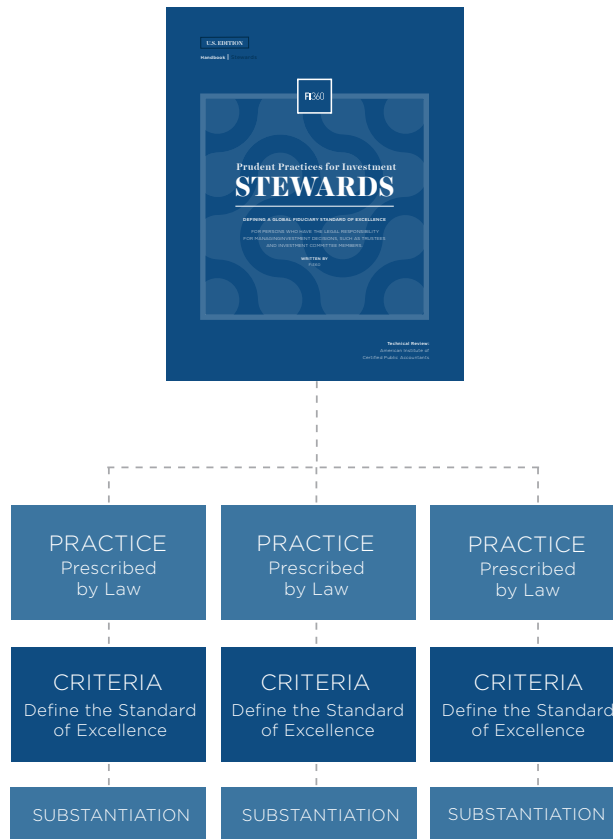 U.S. EDITION
Handbook |
FI360
Prudent Practices for Investment
STEWARDS
DEFINING A GLOBAL FIDUCIARY STANDARD OF EXCELLENCE
FOR PERSONS WHO HAVE THE LEGAL RESPONSIBILITY
FOR MANAGING INVESTMENT DECISIONS, SUCH AS TRUSTEES
AND INVESTMENT COMMITTEE MEMBERS
WRITTEN BY
Technical Review:
American Institute of
Certified Public Accountants
PRACTICE
Prescribed
by Law
PRACTICE
Prescribed
by Law
PRACTICE
Prescribed
by Law
CRITERIA
Define the Standard
of Excellence
CRITERIA
Define the Standard
of Excellence
CRITERIA
Define the Standard
of Excellence
SUBSTANTIATION
SUBSTANTIATION
SUBSTANTIATION